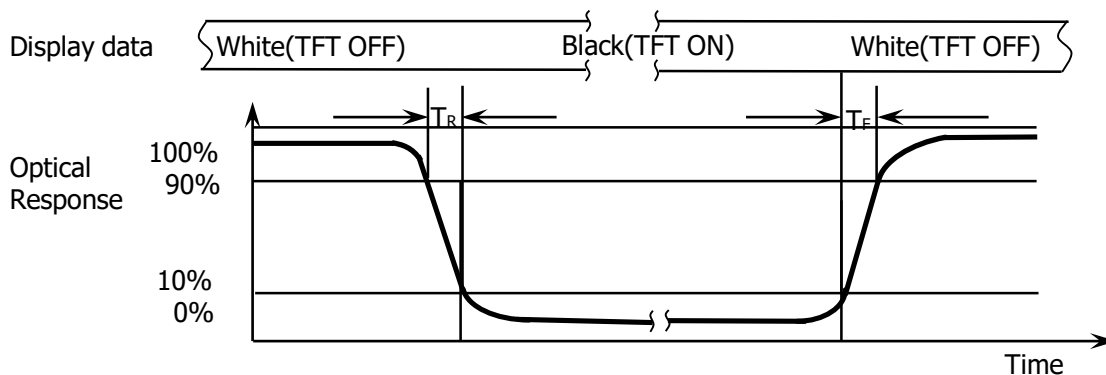 Display data
White(TFT OFF)
Black(TFT ON)
White(TFT OFF)
TR
TF
Optical
Response
100%
90%
10%
0%
Time